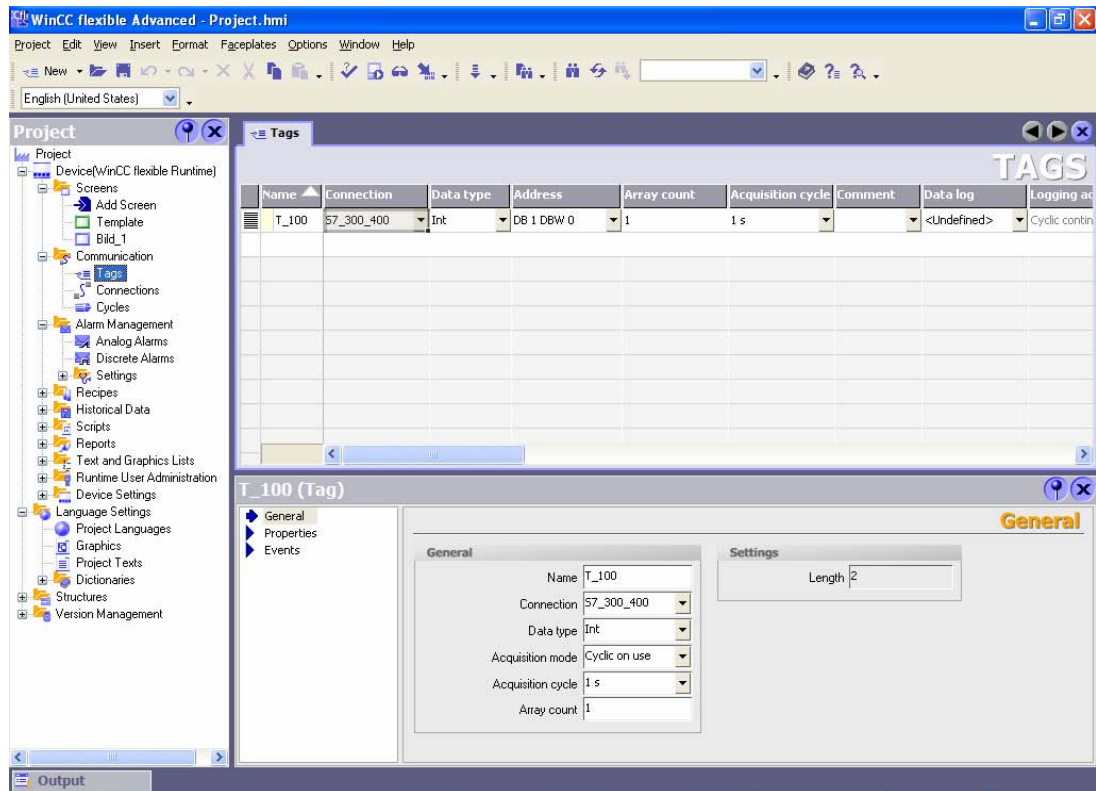 WinCC flexible Advanced - Project.hmi
Project Edit View Insert Format Faceplates Options Window Help
New
English (United States)
Project
Project
Device(WinCC flexible Runtime)
Screens
Add Screen
Template
Bild_1
Communication
Tags
Connections
Cycles
Alarm Management
Analog Alarms
Discrete Alarms
Settings
Recipes
Historical Data
Scripts
Reports
Text and Graphics Lists
Runtime User Administration
Device Settings
Language Settings
Project Languages
Graphics
Project Texts
Dictionaries
Structures
Version Management
Tags
TAGS
Name Connection Data type Address Array count Acquisition cycle Comment Data log Logging ac
T_100 S7_300_400 Int DB 1 DBW 0 1 1 s <Undefined> Cyclic contin
T_100 (Tag)
General
Properties
Events
General
General
Name T_100
Connection S7_300_400
Data type Int
Acquisition mode Cyclic on use
Acquisition cycle 1 s
Array count 1
Settings
Length 2
Output